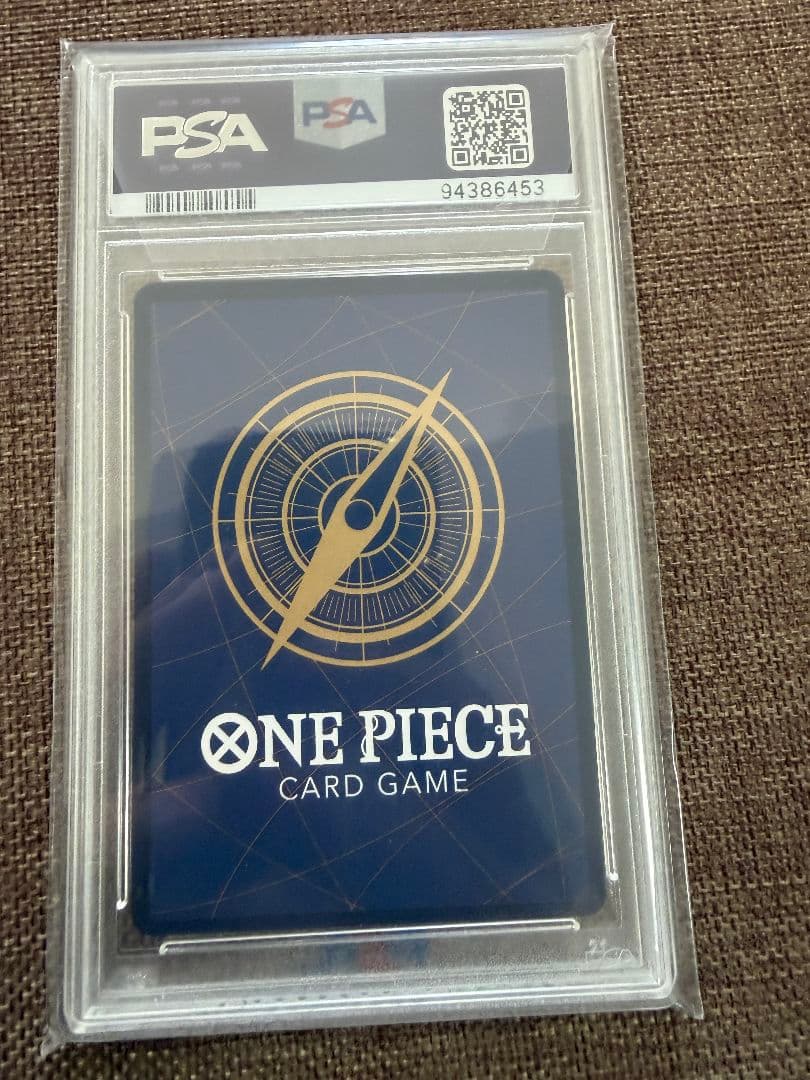 PSA
PSA
94386453
ONE PIECE
CARD GAME